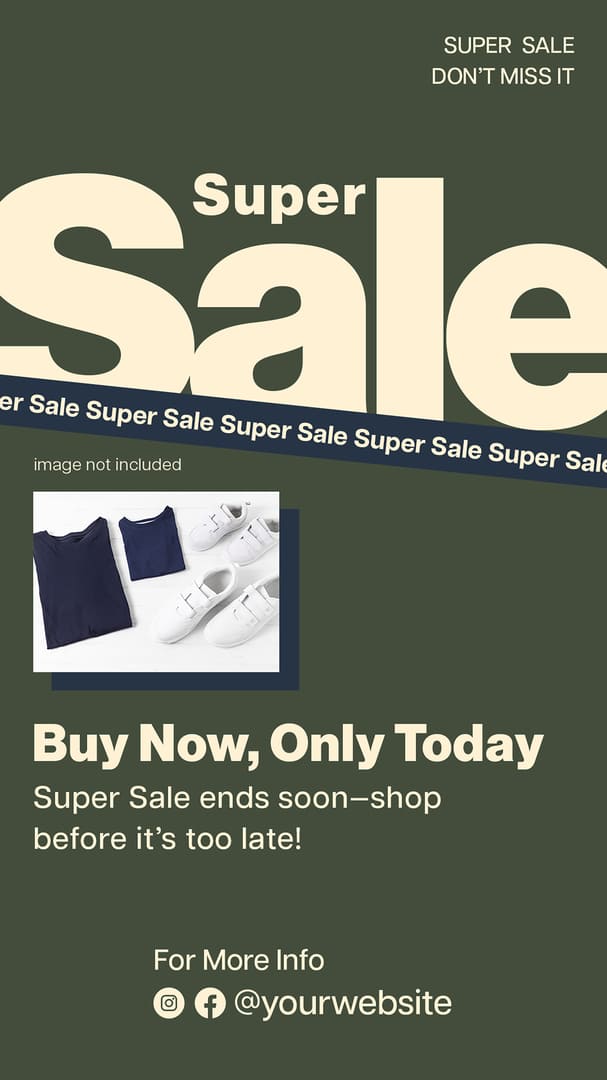 SUPER SALE
DON'T MISS IT
Super
Sale
er Sale Super Sale Super Sale Super Sale Super Sale
image not included
Buy Now, Only Today
Super Sale ends soon–shop
before it's too late!
For More Info
@yourwebsite